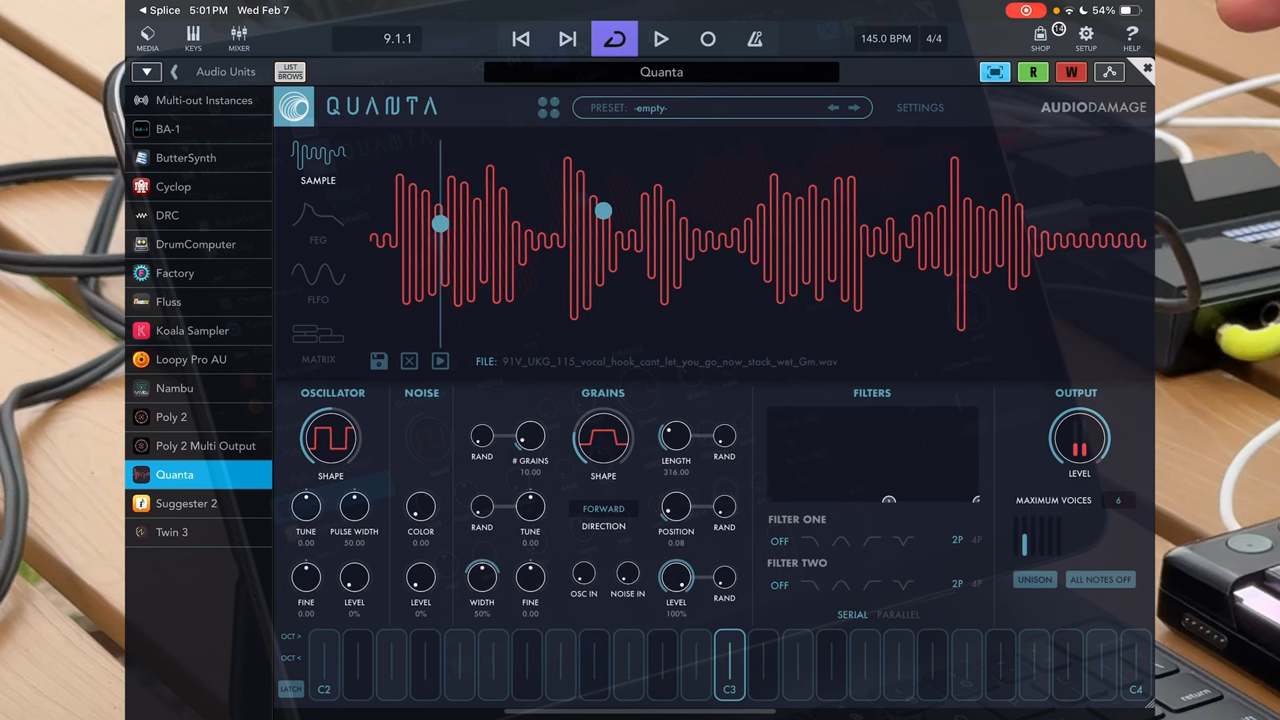 ◀ Splice 5:01PM Wed Feb 7
54%
MEDIA KEYS MIXER
9.1.1
145.0 BPM 4/4
14
SHOP SETUP HELP
Audio Units
LIST
BROWS
Quanta
R W
Multi-out Instances
BA-1
ButterSynth
Cyclop
DRC
DrumComputer
Factory
Fluss
Koala Sampler
Loopy Pro AU
Nambu
Poly 2
Poly 2 Multi Output
Quanta
Suggester 2
Twin 3
QUANTA
PRESET: -empty-
SETTINGS
AUDIODAMAGE
SAMPLE
FEG
FLFO
MATRIX
FILE: 91V_UKG_115_vocal_hook_cant_let_you_go_now_stack_wet_Gm.wav
OSCILLATOR NOISE GRAINS FILTERS OUTPUT
SHAPE
RAND # GRAINS
10.00
SHAPE
LENGTH
316.00
RAND
LEVEL
TUNE
0.00
PULSE WIDTH
50.00
COLOR
0.00
RAND
TUNE
0.00
FORWARD
DIRECTION
POSITION
0.08
RAND
FINE
0.00
LEVEL
0%
LEVEL
0%
WIDTH
50%
FINE
0.00
OSC IN NOISE IN
LEVEL
100%
RAND
FILTER ONE
OFF 2P 4P
FILTER TWO
OFF 2P 4P
SERIAL PARALLEL
MAXIMUM VOICES 6
UNISON ALL NOTES OFF
OCT >
OCT <
LATCH
C2 C3 C4
return